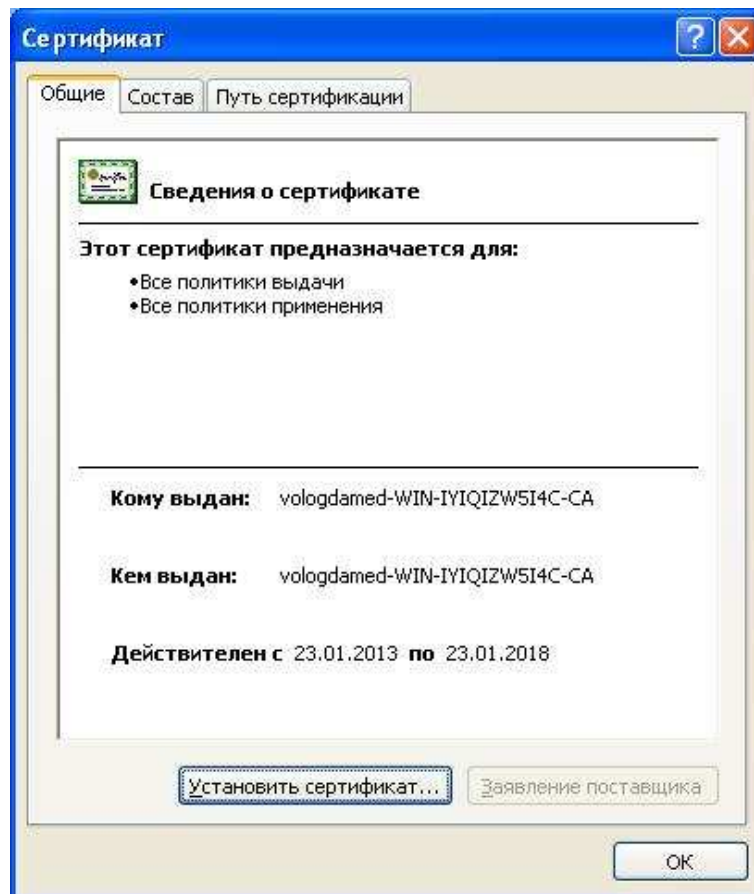 Сертификат
Общие Состав Путь сертификации
Сведения о сертификате
Этот сертификат предназначается для:
•Все политики выдачи
•Все политики применения
Кому выдан: vologdamed-WIN-IYIQIZW5I4C-CA
Кем выдан: vologdamed-WIN-IYIQIZW5I4C-CA
Действителен с 23.01.2013 по 23.01.2018
Установить сертификат... Заявление поставщика
ОК